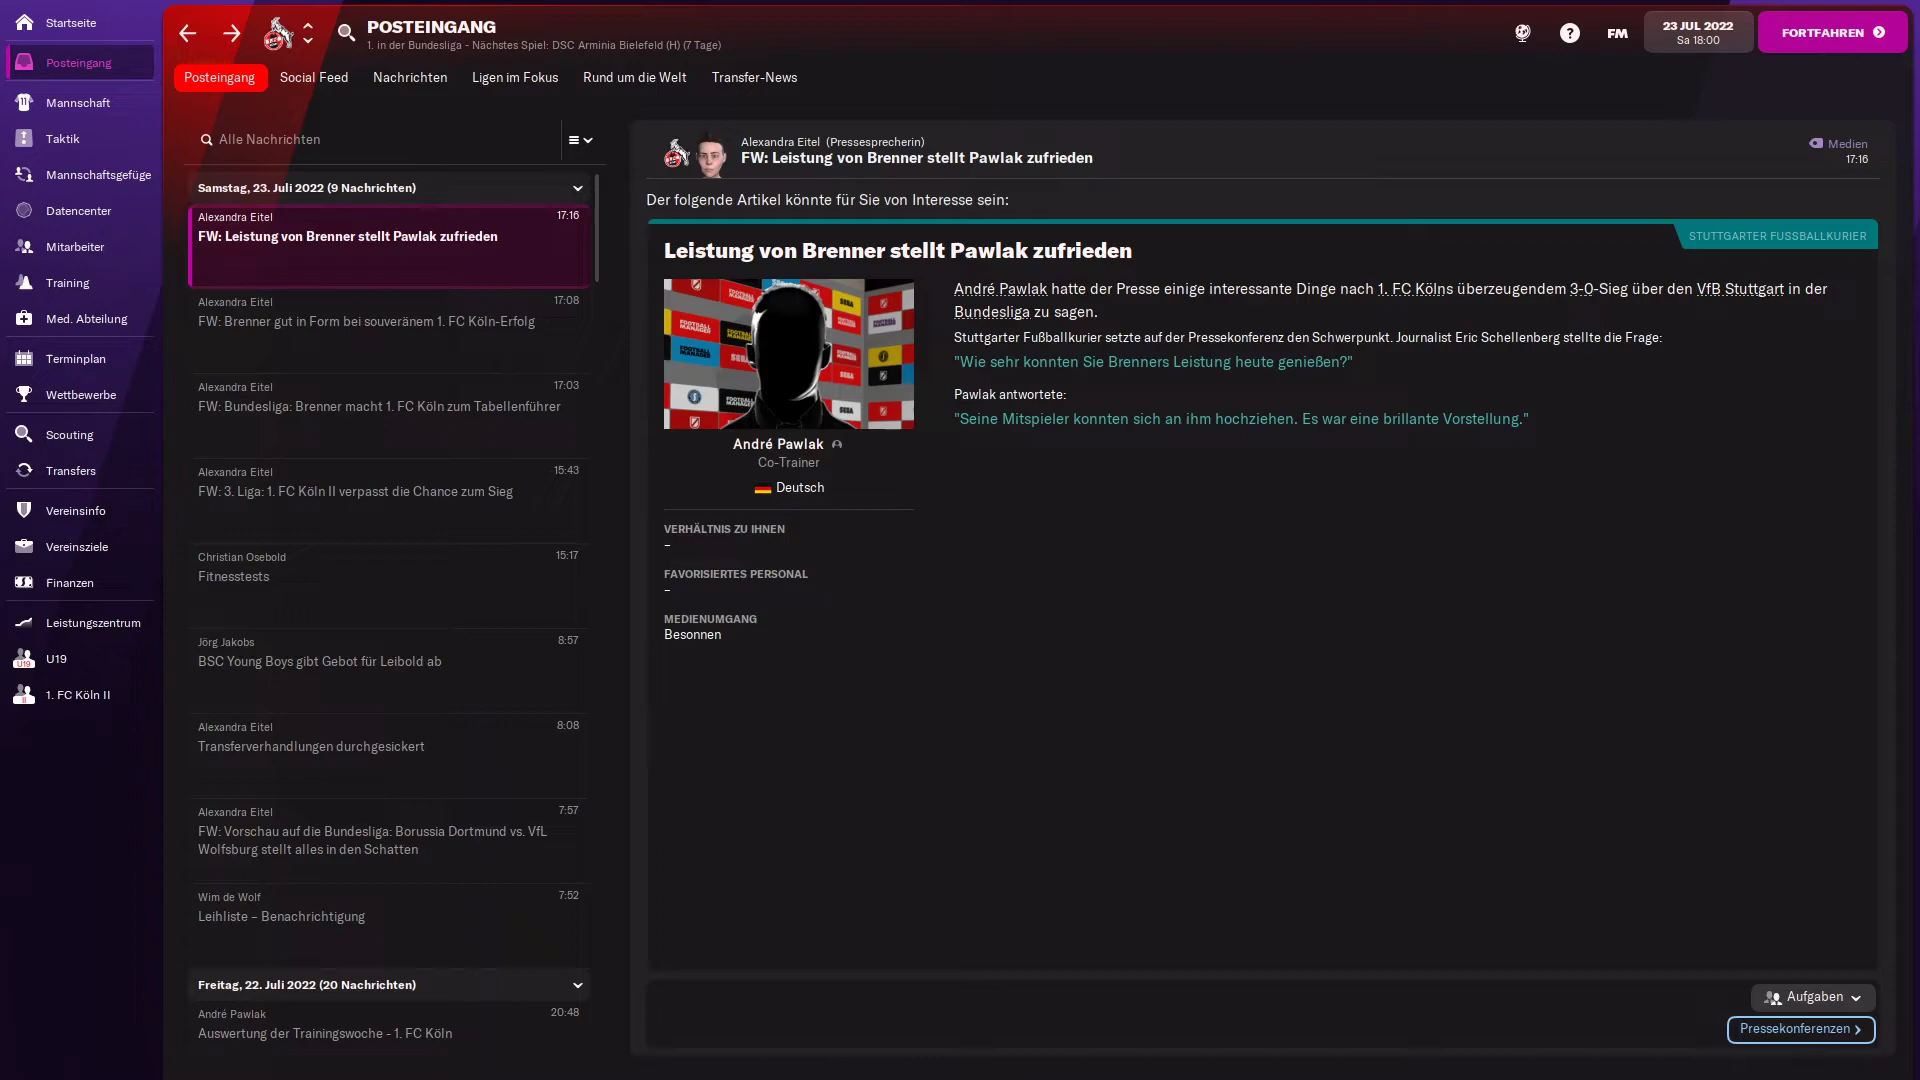 Startseite
Posteingang
Mannschaft
Taktik
Mannschaftsgefüge
Datencenter
Mitarbeiter
Training
Med. Abteilung
Terminplan
Wettbewerbe
Scouting
Transfers
Vereinsinfo
Vereinsziele
Finanzen
Leistungszentrum
U19
1. FC Köln II
POSTEINGANG
1. in der Bundesliga - Nächstes Spiel: DSC Arminia Bielefeld (H) (7 Tage)
FM
23 JUL 2022
Sa 18:00
FORTFAHREN
Posteingang
Social Feed
Nachrichten
Ligen im Fokus
Rund um die Welt
Transfer-News
Alle Nachrichten
Samstag, 23. Juli 2022 (9 Nachrichten)
Alexandra Eitel 17:16
FW: Leistung von Brenner stellt Pawlak zufrieden
Alexandra Eitel 17:08
FW: Brenner gut in Form bei souveränem 1. FC Köln-Erfolg
Alexandra Eitel 17:03
FW: Bundesliga: Brenner macht 1. FC Köln zum Tabellenführer
Alexandra Eitel 15:43
FW: 3. Liga: 1. FC Köln II verpasst die Chance zum Sieg
Christian Osebold 15:17
Fitnesstests
Jörg Jakobs 8:57
BSC Young Boys gibt Gebot für Leibold ab
Alexandra Eitel 8:08
Transferverhandlungen durchgesickert
Alexandra Eitel 7:57
FW: Vorschau auf die Bundesliga: Borussia Dortmund vs. VfL
Wolfsburg stellt alles in den Schatten
Wim de Wolf 7:52
Leihliste – Benachrichtigung
Freitag, 22. Juli 2022 (20 Nachrichten)
André Pawlak 20:48
Auswertung der Trainingswoche - 1. FC Köln
Alexandra Eitel (Pressesprecherin)
FW: Leistung von Brenner stellt Pawlak zufrieden
Medien
17:16
Der folgende Artikel könnte für Sie von Interesse sein:
STUTTGARTER FUSSBALLKURIER
Leistung von Brenner stellt Pawlak zufrieden
André Pawlak hatte der Presse einige interessante Dinge nach 1. FC Kölns überzeugendem 3-0-Sieg über den VfB Stuttgart in der
Bundesliga zu sagen.
Stuttgarter Fußballkurier setzte auf der Pressekonferenz den Schwerpunkt. Journalist Eric Schellenberg stellte die Frage:
"Wie sehr konnten Sie Brenners Leistung heute genießen?"
Pawlak antwortete:
"Seine Mitspieler konnten sich an ihm hochziehen. Es war eine brillante Vorstellung."
André Pawlak
Co-Trainer
Deutsch
VERHÄLTNIS ZU IHNEN
–
FAVORISIERTES PERSONAL
–
MEDIENUMGANG
Besonnen
Aufgaben
Pressekonferenzen